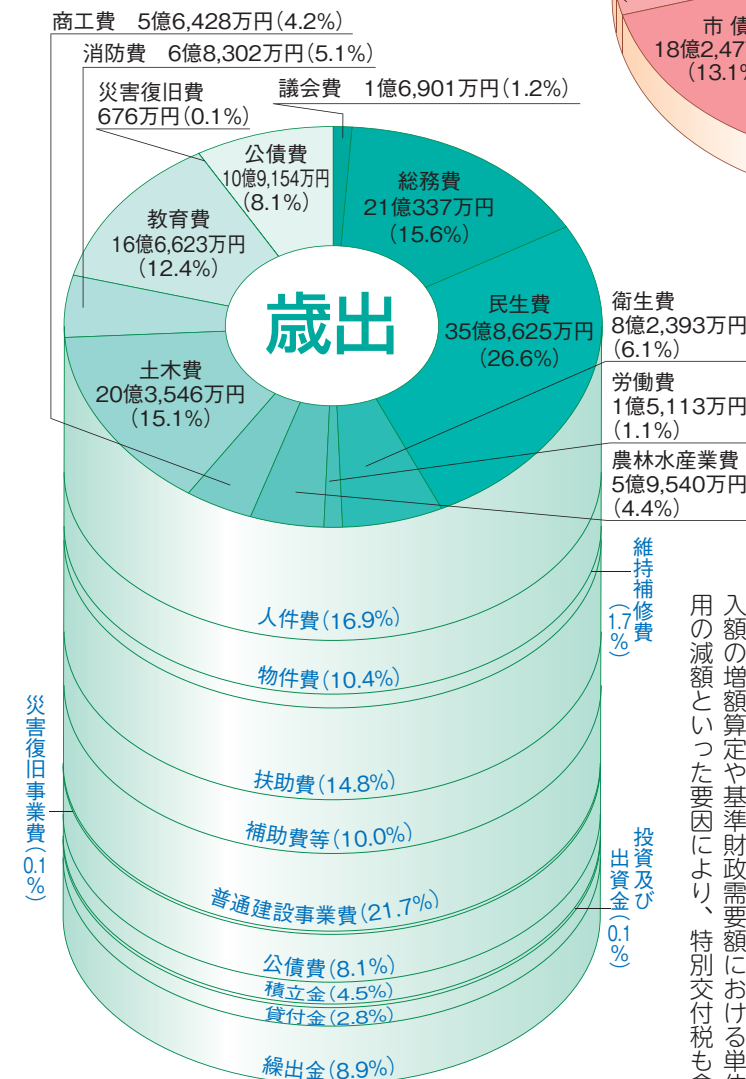 商工費 5億6,428万円(4.2%)
消防費 6億8,302万円(5.1%)
災害復旧費
676万円(0.1%)
議会費 1億6,901万円(1.2%)
公債費
10億9,154万円
(8.1%)
総務費
21億337万円
(15.6%)
教育費
16億6,623万円
(12.4%)
歳出
民生費
35億8,625万円
(26.6%)
土木費
20億3,546万円
(15.1%)
衛生費
8億2,393万円
(6.1%)
労働費
1億5,113万円
(1.1%)
農林水産業費
5億9,540万円
(4.4%)
市債
18億2,47
(13.1%
人件費(16.9%)
維持補修費(1.7%)
物件費(10.4%)
扶助費(14.8%)
補助費等(10.0%)
災害復旧事業費(0.1%)
普通建設事業費(21.7%)
投資及び
出資金(0.1%)
公債費(8.1%)
積立金(4.5%)
貸付金(2.8%)
繰出金(8.9%)
入額の増額算定や基準財政需要額における単
用の減額といった要因により、特別交付税も